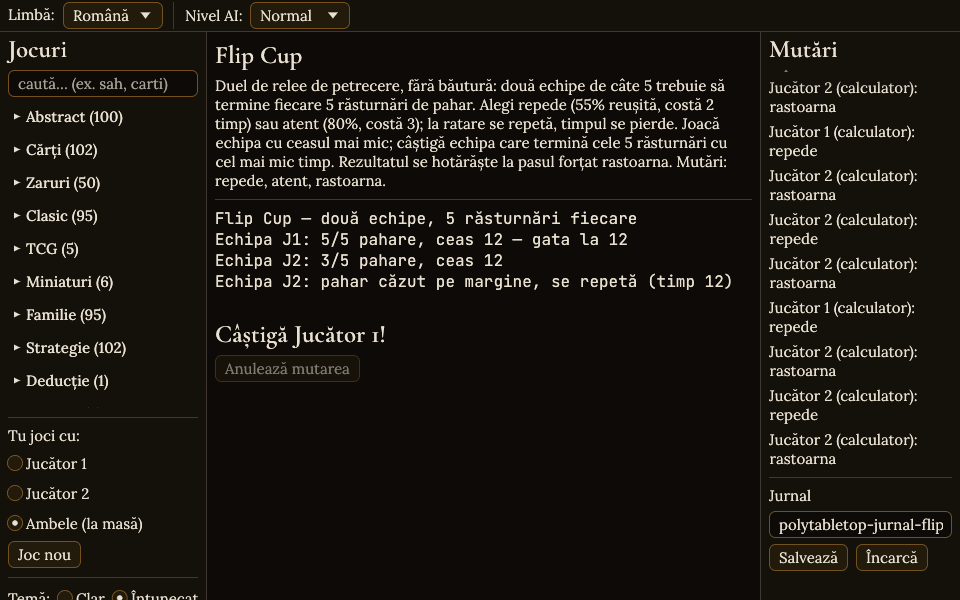 Limbă: Română ▼ Nivel AI: Normal ▼
Jocuri
caută... (ex. sah, carti)
▸ Abstract (100)
▸ Cărți (102)
▸ Zaruri (50)
▸ Clasic (95)
▸ TCG (5)
▸ Miniaturi (6)
▸ Familie (95)
▸ Strategie (102)
▸ Deducție (1)
Tu joci cu:
Jucător 1
Jucător 2
Ambele (la masă)
Joc nou
Temă: Clar Întunecat
Flip Cup
Duel de relee de petrecere, fără băutură: două echipe de câte 5 trebuie să
termine fiecare 5 răsturnări de pahar. Alegi repede (55% reușită, costă 2
timp) sau atent (80%, costă 3); la ratare se repetă, timpul se pierde. Joacă
echipa cu ceasul mai mic; câștigă echipa care termină cele 5 răsturnări cu
cel mai mic timp. Rezultatul se hotărăște la pasul forțat rastoarna. Mutări:
repede, atent, rastoarna.
Flip Cup — două echipe, 5 răsturnări fiecare
Echipa J1: 5/5 pahare, ceas 12 — gata la 12
Echipa J2: 3/5 pahare, ceas 12
Echipa J2: pahar căzut pe margine, se repetă (timp 12)
Câștigă Jucător 1!
Anulează mutarea
Mutări
Jucător 2 (calculator):
rastoarna
Jucător 1 (calculator):
repede
Jucător 2 (calculator):
rastoarna
Jucător 2 (calculator):
repede
Jucător 2 (calculator):
rastoarna
Jucător 1 (calculator):
repede
Jucător 2 (calculator):
rastoarna
Jucător 2 (calculator):
repede
Jucător 2 (calculator):
rastoarna
Jurnal
polytabletop-jurnal-flip
Salvează Încarcă